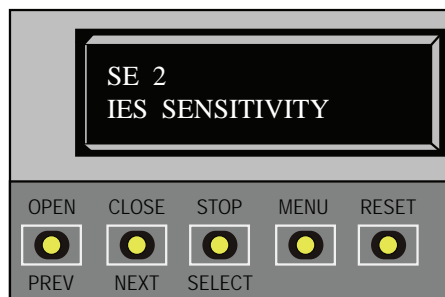 SE 2
IES SENSITIVITY
OPEN CLOSE STOP MENU RESET
PREV NEXT SELECT